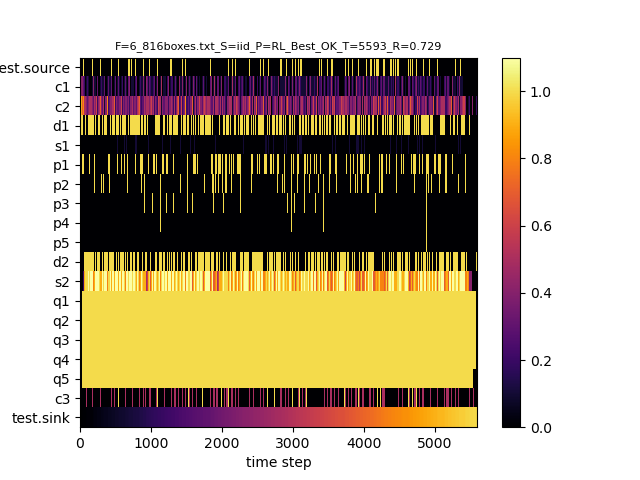 F=6_816boxes.txt_S=iid_P=RL_Best_OK_T=5593_R=0.729
est.source
c1
c2
d1
s1
p1
p2
p3
p4
p5
d2
s2
q1
q2
q3
q4
q5
c3
test.sink
0 1000 2000 3000 4000 5000
time step
1.0
0.8
0.6
0.4
0.2
0.0